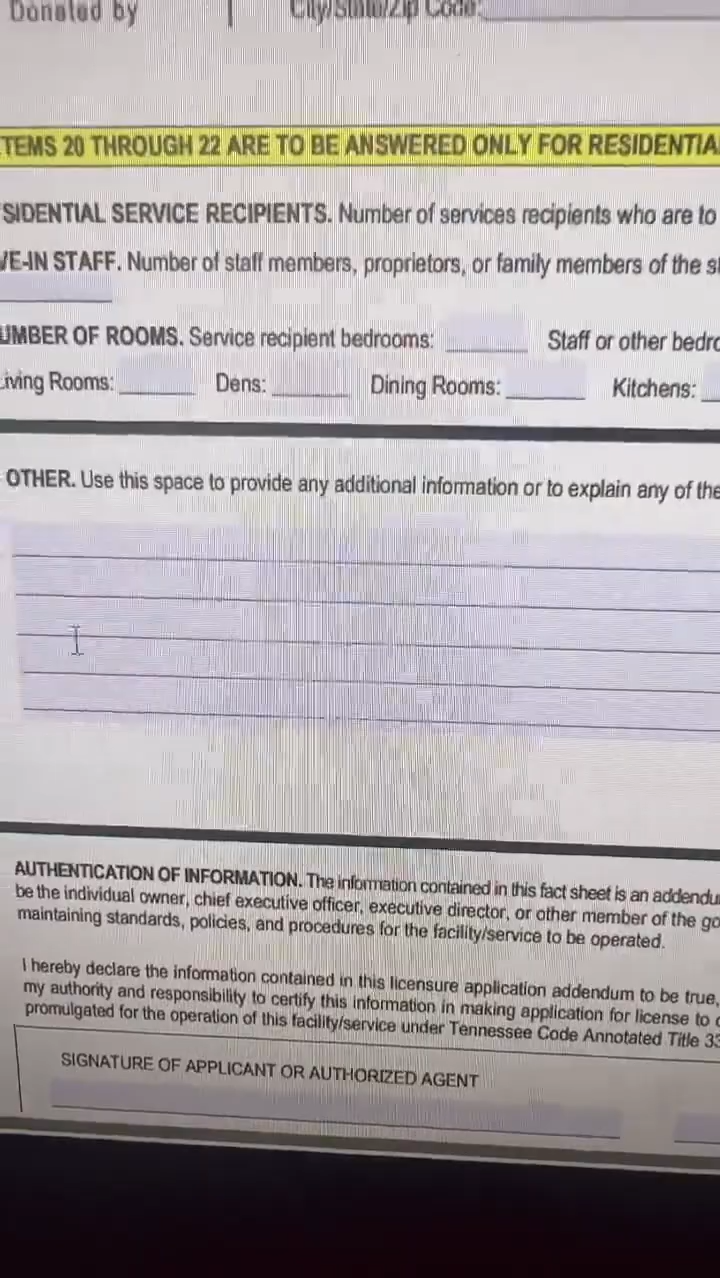 Donated by City/State/Zip Code:
TEMS 20 THROUGH 22 ARE TO BE ANSWERED ONLY FOR RESIDENTIA
SIDENTIAL SERVICE RECIPIENTS. Number of services recipients who are to
VE-IN STAFF. Number of staff members, proprietors, or family members of the st
UMBER OF ROOMS. Service recipient bedrooms: Staff or other bedro
iving Rooms: Dens: Dining Rooms: Kitchens:
OTHER. Use this space to provide any additional information or to explain any of the
AUTHENTICATION OF INFORMATION. The information contained in this fact sheet is an addendu
be the individual owner, chief executive officer, executive director, or other member of the go
maintaining standards, policies, and procedures for the facility/service to be operated.
I hereby declare the information contained in this licensure application addendum to be true,
my authority and responsibility to certify this information in making application for license to
promulgated for the operation of this facility/service under Tennessee Code Annotated Title 33
SIGNATURE OF APPLICANT OR AUTHORIZED AGENT